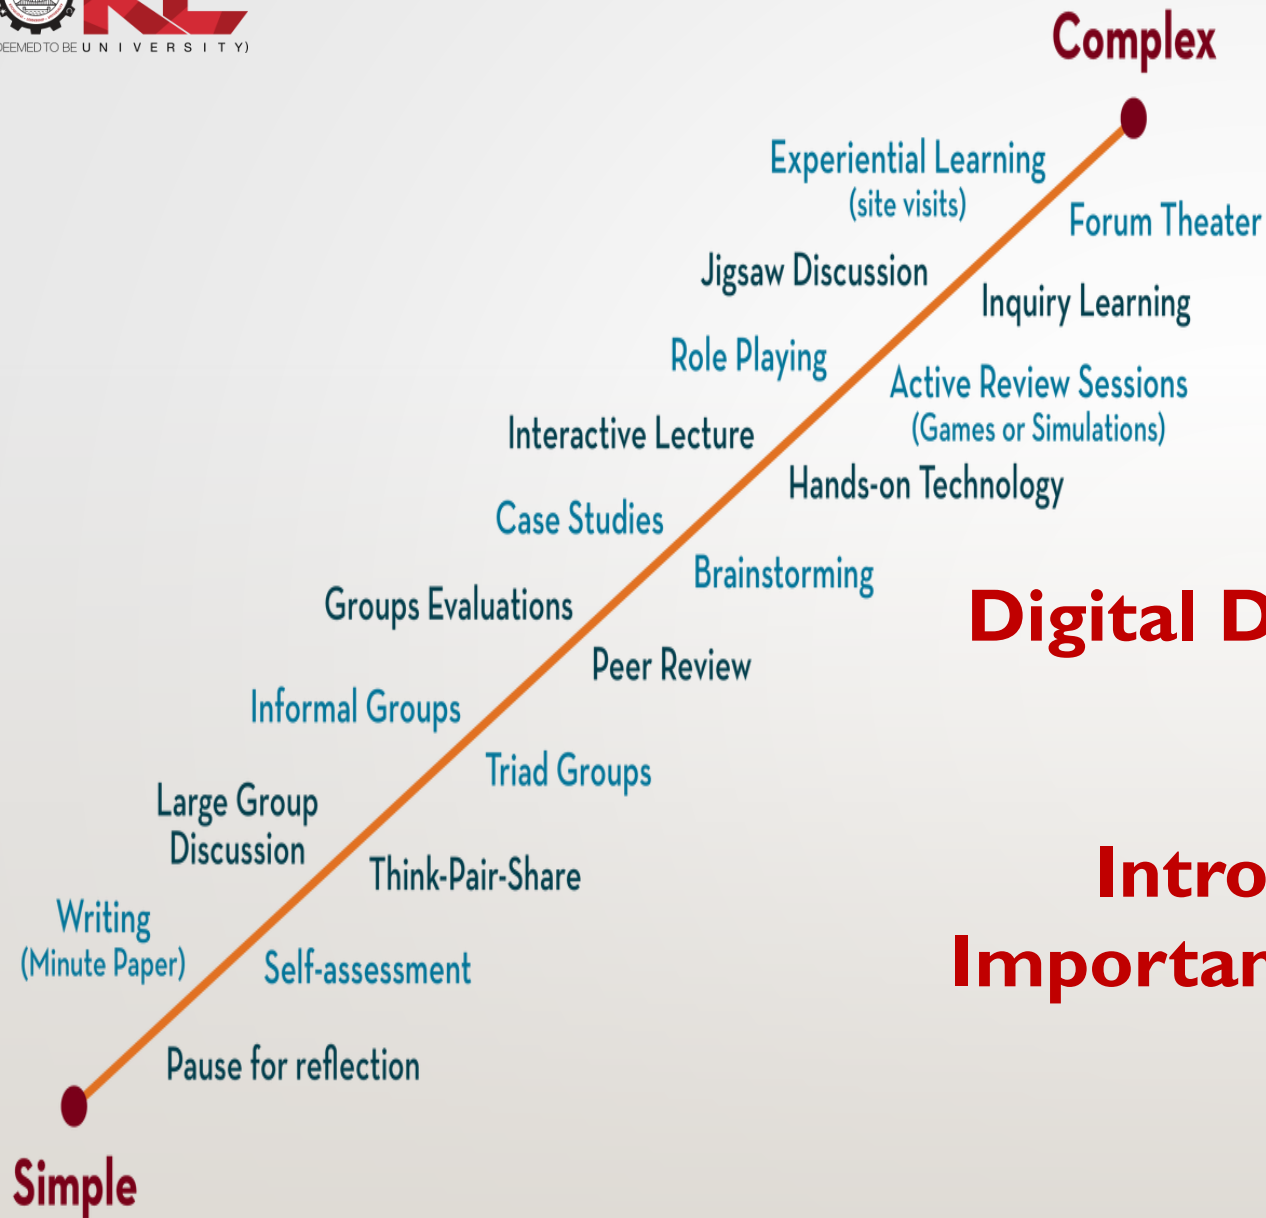 (DEEMED TO BE UNIVERSITY)
Complex
Experiential Learning
(site visits)
Forum Theater
Jigsaw Discussion
Inquiry Learning
Role Playing
Active Review Sessions
(Games or Simulations)
Interactive Lecture
Hands-on Technology
Case Studies
Brainstorming
Groups Evaluations
Digital D
Peer Review
Informal Groups
Triad Groups
Large Group
Discussion
Think-Pair-Share
Intro
Importan
Writing
(Minute Paper)
Self-assessment
Pause for reflection
Simple